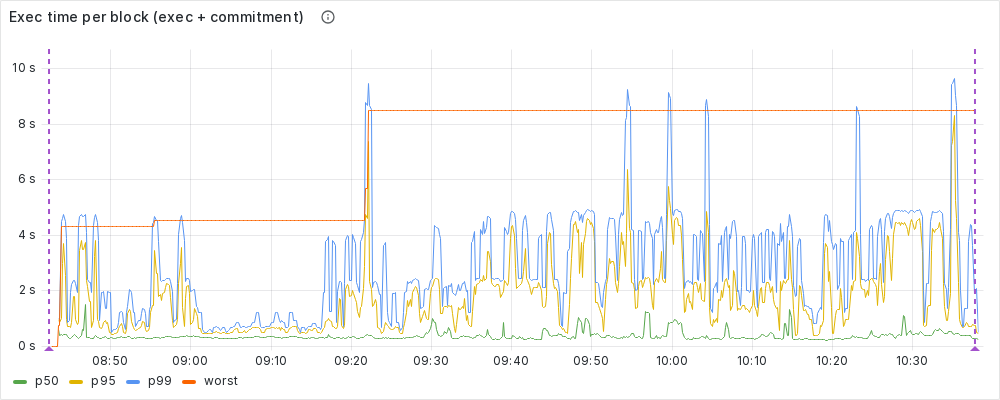 Exec time per block (exec + commitment)
10 s
8 s
6 s
4 s
2 s
0 s
08:50 09:00 09:10 09:20 09:30 09:40 09:50 10:00 10:10 10:20 10:30
p50 p95 p99 worst